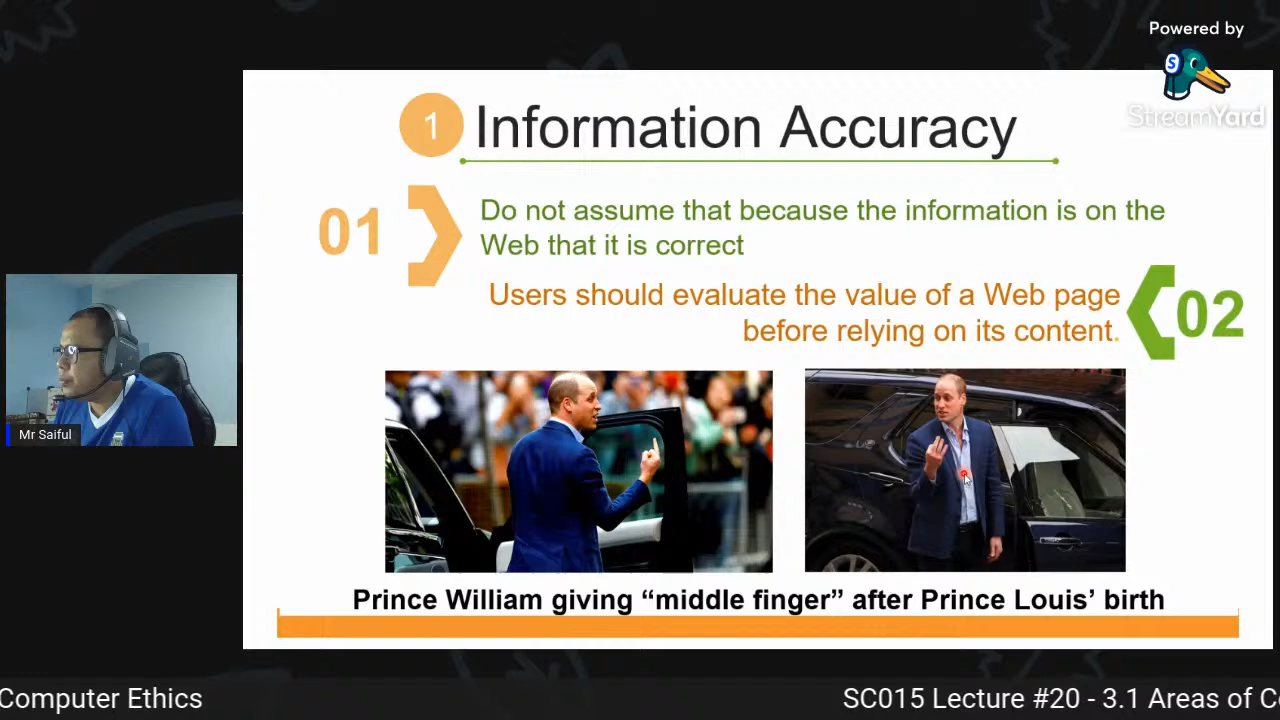 Powered by
S
StreamYard
1
Information Accuracy
01
Do not assume that because the information is on the
Web that it is correct
Users should evaluate the value of a Web page
before relying on its content.
02
Mr Saiful
Prince William giving “middle finger” after Prince Louis’ birth
Computer Ethics
SC015 Lecture #20 - 3.1 Areas of Co